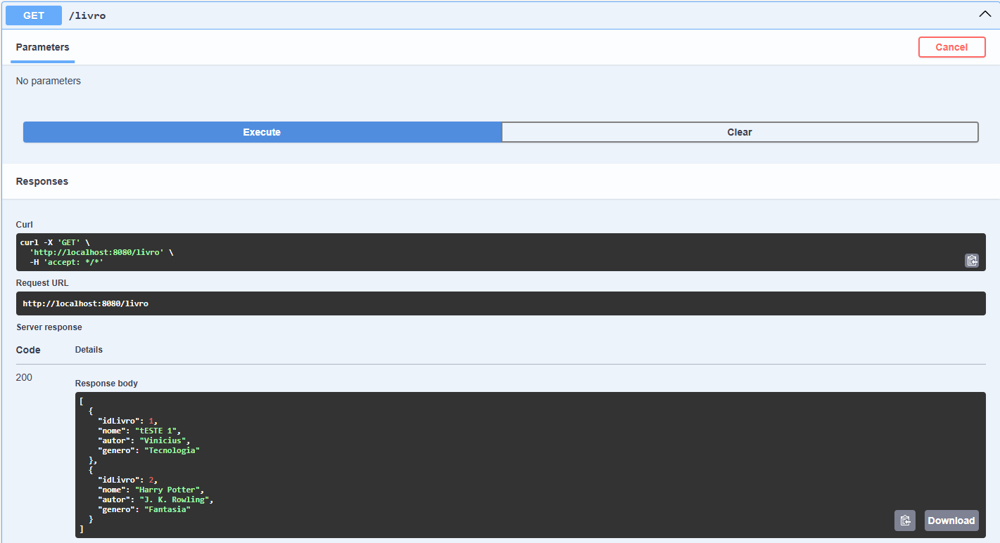 GET /livro
Parameters
Cancel
No parameters
Execute
Clear
Responses
Curl
curl -X 'GET' \
  'http://localhost:8080/livro' \
  -H 'accept: */*'
Request URL
http://localhost:8080/livro
Server response
Code Details
200
Response body
[
  {
    "idLivro": 1,
    "nome": "tESTE 1",
    "autor": "Vinicius",
    "genero": "Tecnologia"
  },
  {
    "idLivro": 2,
    "nome": "Harry Potter",
    "autor": "J. K. Rowling",
    "genero": "Fantasia"
  }
]
Download